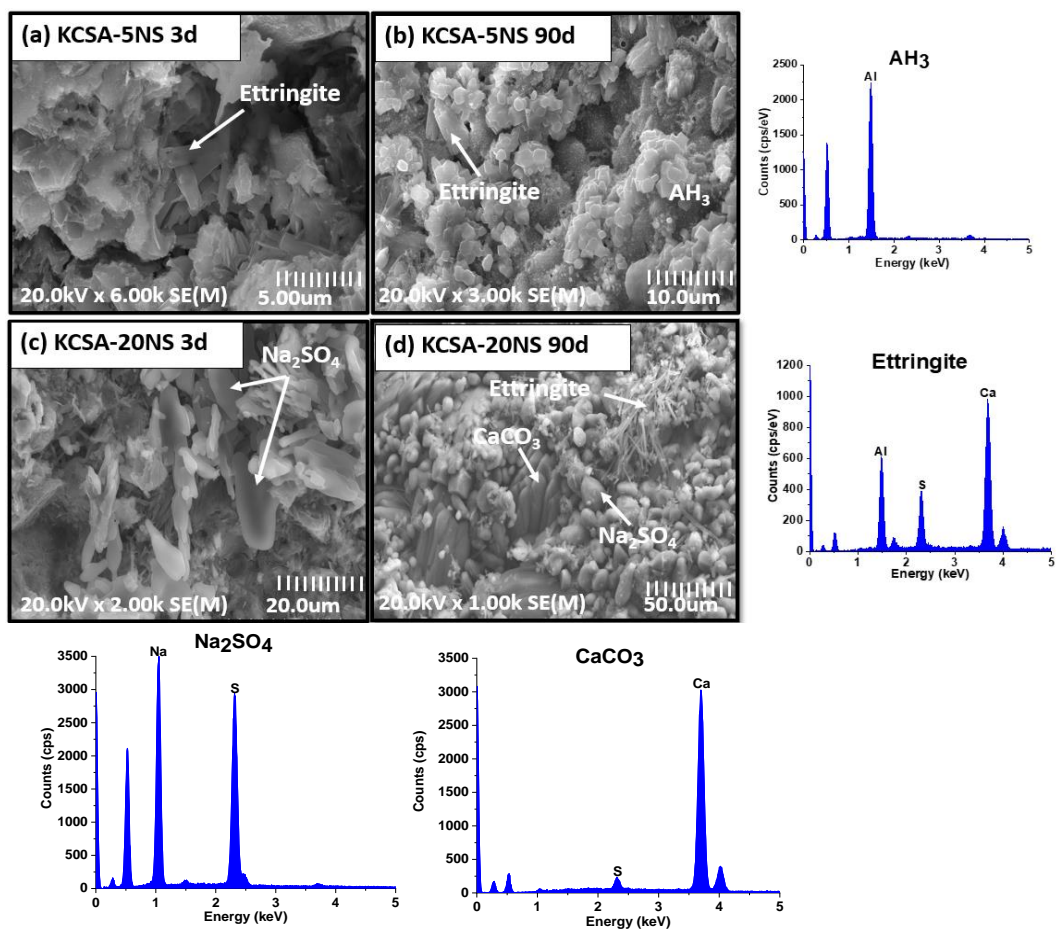 (a) KCSA-5NS 3d
Ettringite
20.0kV x 6.00k SE(M)
5.00um
(b) KCSA-5NS 90d
Ettringite
AH3
20.0kV x 3.00k SE(M)
10.0um
AH3
2500
2000
1500
1000
500
0
Counts (cps/eV)
Al
0 1 2 3 4 5
Energy (keV)
(c) KCSA-20NS 3d
Na2SO4
20.0kV x 2.00k SE(M)
20.0um
(d) KCSA-20NS 90d
Ettringite
CaCO3
Na2SO4
20.0kV x 1.00k SE(M)
50.0um
Ettringite
1200
1000
800
600
400
200
0
Counts (cps/eV)
Al
S
Ca
0 1 2 3 4 5
Energy (keV)
Na2SO4
3500
3000
2500
2000
1500
1000
500
0
Counts (cps)
Na
S
0 1 2 3 4 5
Energy (keV)
CaCO3
3500
3000
2500
2000
1500
1000
500
0
Counts (cps)
S
Ca
0 1 2 3 4 5
Energy (keV)